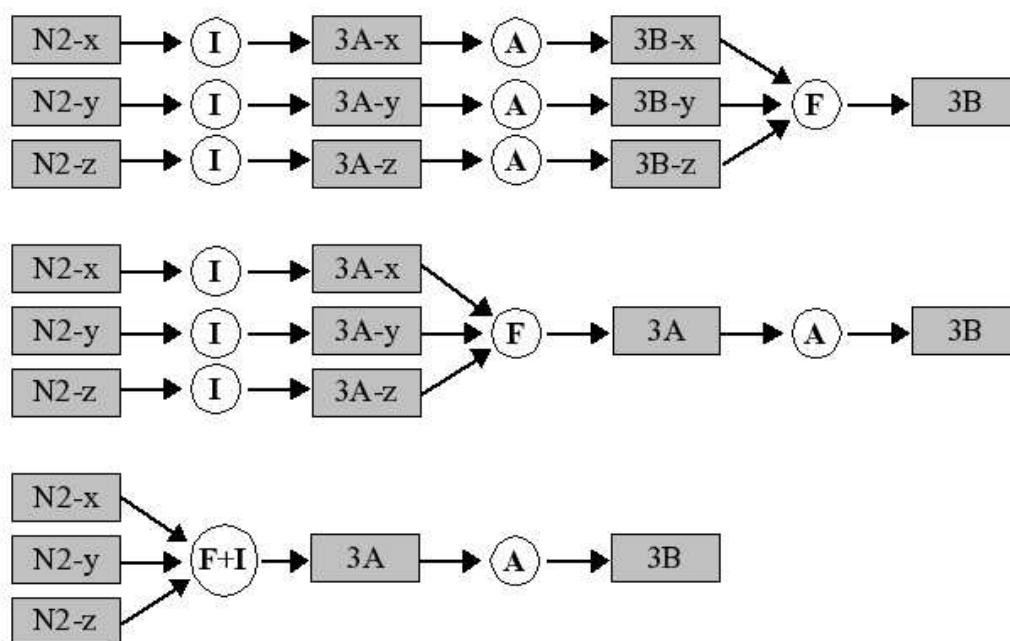 N2-x I 3A-x A 3B-x
N2-y I 3A-y A 3B-y F 3B
N2-z I 3A-z A 3B-z
N2-x I 3A-x
N2-y I 3A-y F 3A A 3B
N2-z I 3A-z
N2-x
N2-y F+I 3A A 3B
N2-z